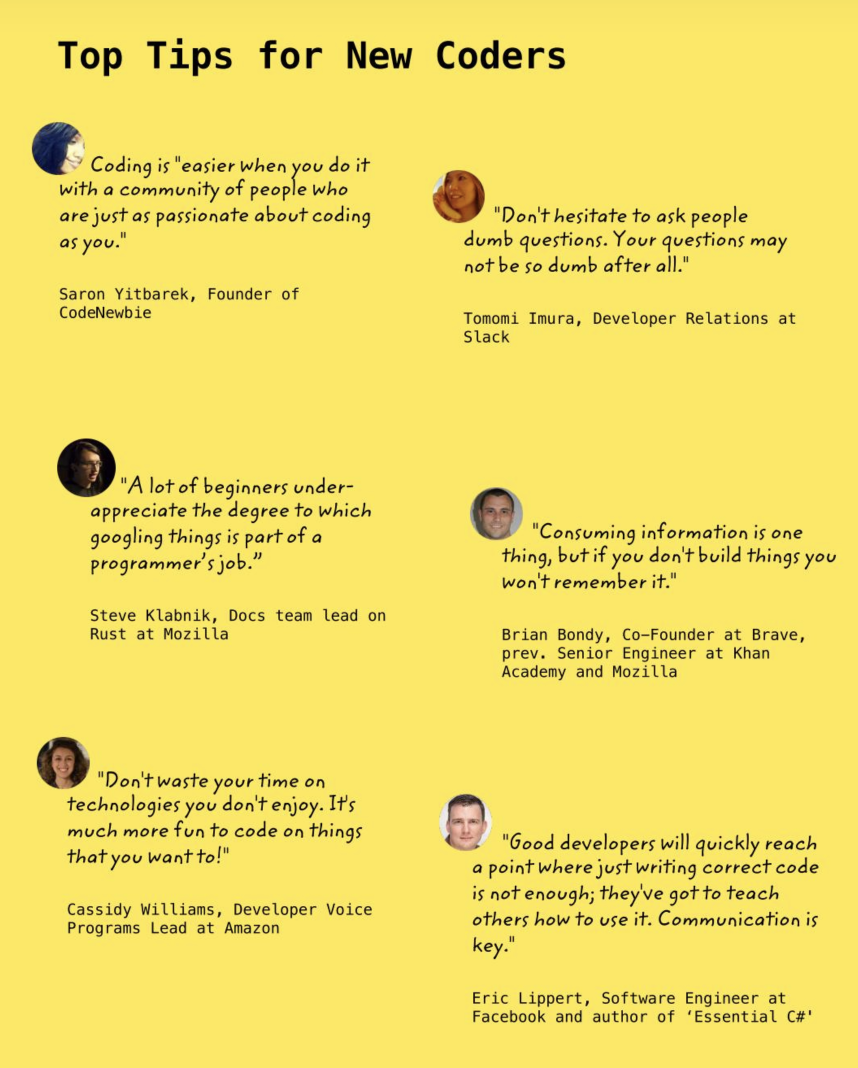 Top Tips for New Coders
Coding is "easier when you do it
with a community of people who
are just as passionate about coding
as you."
Saron Yitbarek, Founder of
CodeNewbie
"Don't hesitate to ask people
dumb questions. Your questions may
not be so dumb after all."
Tomomi Imura, Developer Relations at
Slack
"A lot of beginners under-
appreciate the degree to which
googling things is part of a
programmer’s job.”
Steve Klabnik, Docs team lead on
Rust at Mozilla
"Consuming information is one
thing, but if you don't build things you
won't remember it."
Brian Bondy, Co–Founder at Brave,
prev. Senior Engineer at Khan
Academy and Mozilla
"Don't waste your time on
technologies you don't enjoy. It's
much more fun to code on things
that you want to!"
Cassidy Williams, Developer Voice
Programs Lead at Amazon
"Good developers will quickly reach
a point where just writing correct code
is not enough; they've got to teach
others how to use it. Communication is
key."
Eric Lippert, Software Engineer at
Facebook and author of ‘Essential C#'